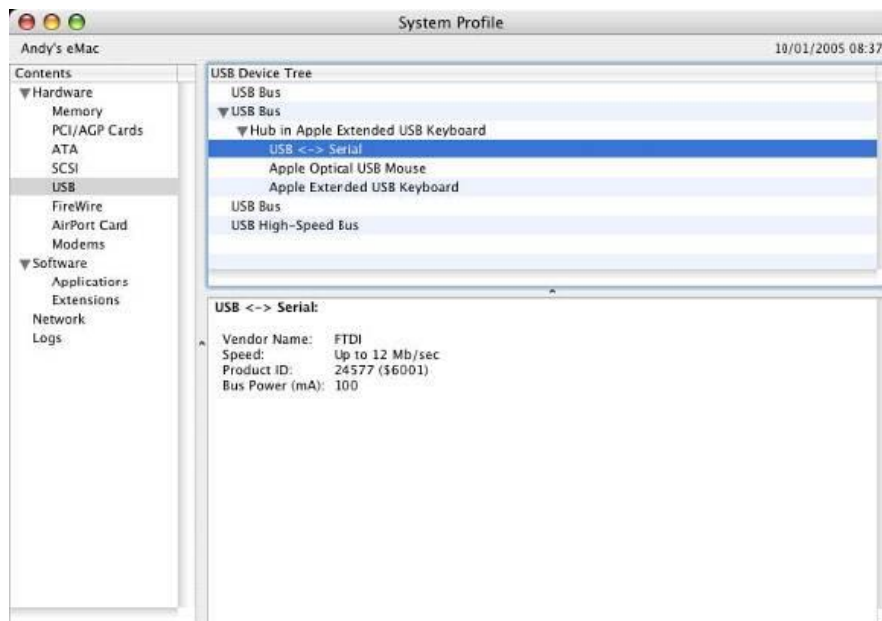 System Profile
Andy's eMac
10/01/2005 08:37
Contents
Hardware
Memory
PCI/AGP Cards
ATA
SCSI
USB
FireWire
AirPort Card
Modems
Software
Applications
Extensions
Network
Logs
USB Device Tree
USB Bus
USB Bus
Hub in Apple Extended USB Keyboard
USB <-> Serial
Apple Optical USB Mouse
Apple Extended USB Keyboard
USB Bus
USB High-Speed Bus
USB <-> Serial:
Vendor Name: FTDI
Speed: Up to 12 Mb/sec
Product ID: 24577 ($6001)
Bus Power (mA): 100